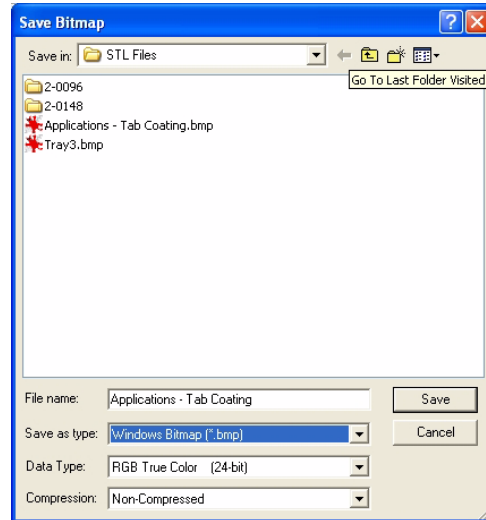 Save Bitmap
Save in: STL Files
Go To Last Folder Visited
2-0096
2-0148
Applications - Tab Coating.bmp
Tray3.bmp
File name: Applications - Tab Coating Save
Save as type: Windows Bitmap (*.bmp) Cancel
Data Type: RGB True Color (24-bit)
Compression: Non-Compressed